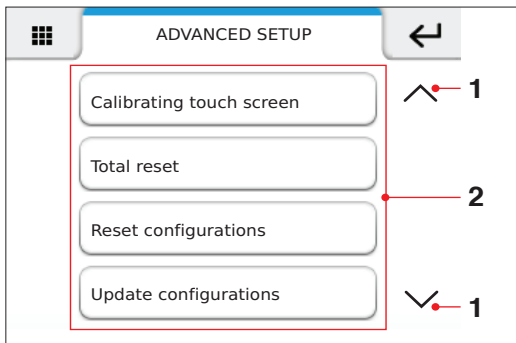 ADVANCED SETUP
Calibrating touch screen
1
Total reset
2
Reset configurations
Update configurations
1